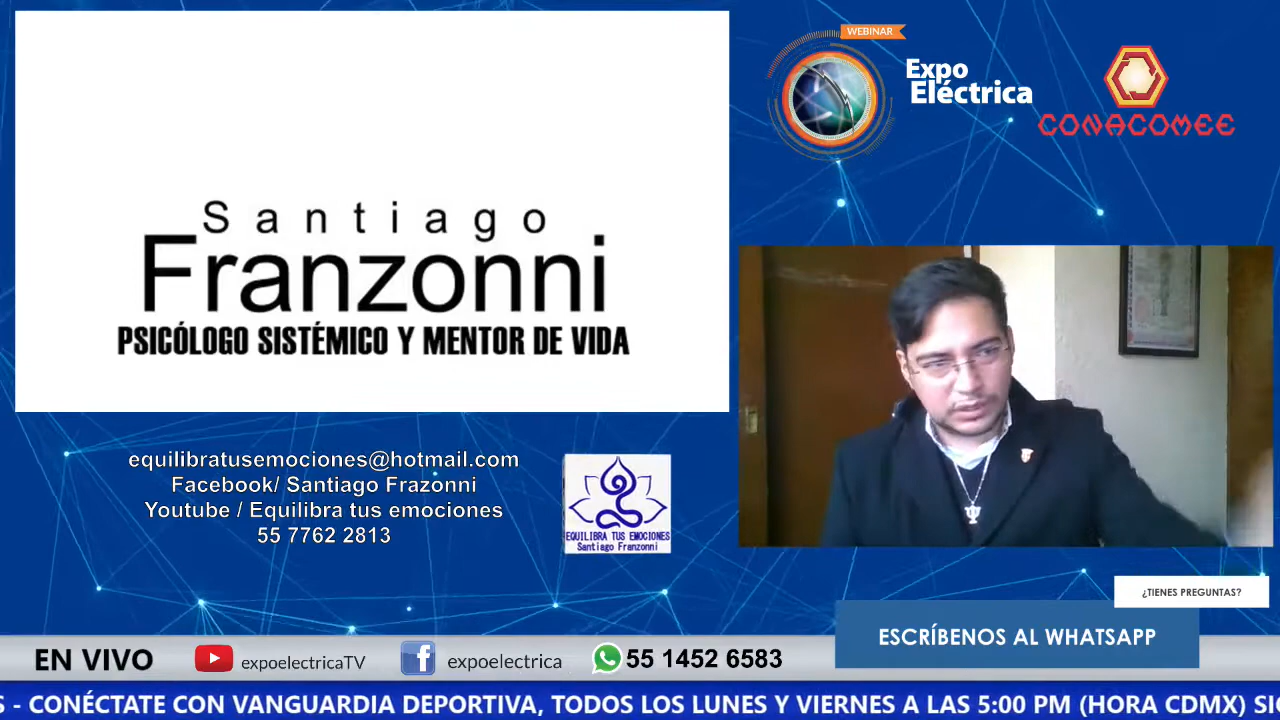 Santiago
Franzonni
PSICÓLOGO SISTÉMICO Y MENTOR DE VIDA
WEBINAR
Expo
Eléctrica
CONACOMEE
equilibratusemociones@hotmail.com
Facebook/ Santiago Frazonni
Youtube / Equilibra tus emociones
55 7762 2813
EQUILIBRA TUS EMOCIONES
Santiago Franzonni
¿TIENES PREGUNTAS?
ESCRÍBENOS AL WHATSAPP
EN VIVO
expoelectricaTV
expoelectrica
55 1452 6583
S - CONÉCTATE CON VANGUARDIA DEPORTIVA, TODOS LOS LUNES Y VIERNES A LAS 5:00 PM (HORA CDMX) SI